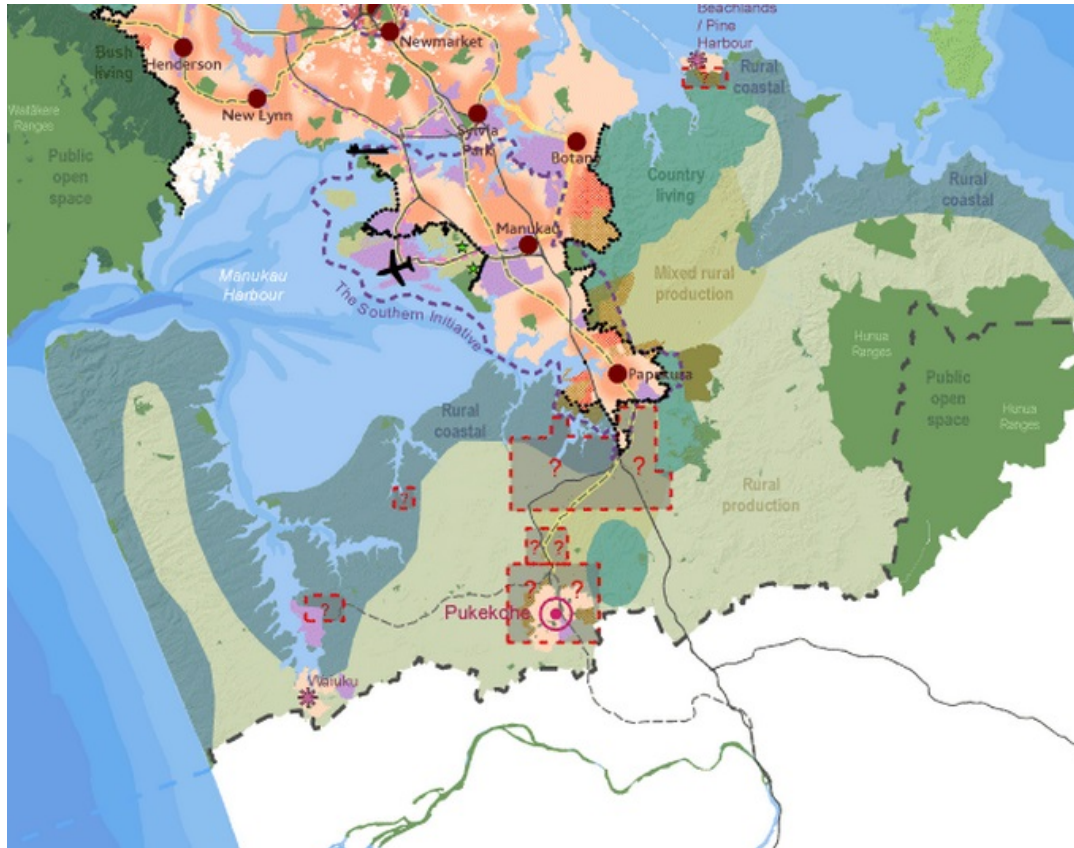 Beachlands
/ Pine
Harbour
Newmarket
Bush
living
Henderson
?
Rural
coastal
New Lynn
Waitākere
Ranges
Sylvia
Park
Botany
Public
open
space
Country
living
Rural
coastal
Manukau
Mixed rural
production
Manukau
Harbour
The Southern Initiative
Hunua
Ranges
Papakura
Public
open
space
Hunua
Ranges
Rural
coastal
?
?
Rural
production
?
?
?
?
?
?
Pukekohe
Waiuku